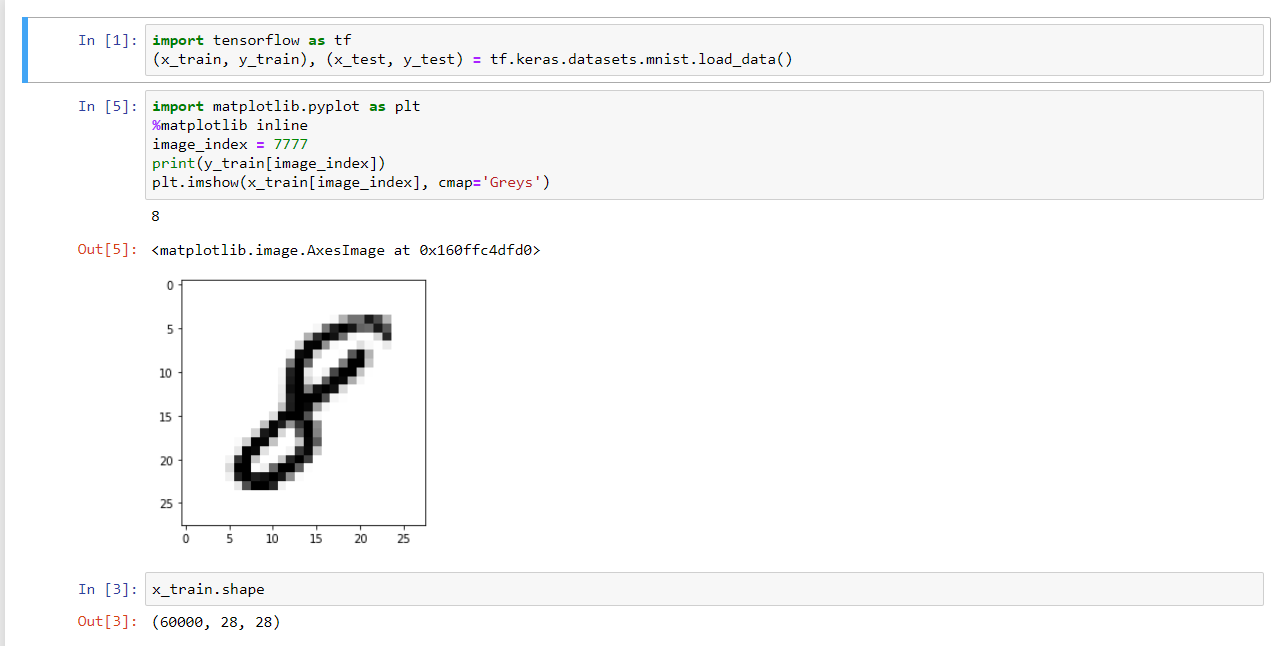 In [1]: import tensorflow as tf
(x_train, y_train), (x_test, y_test) = tf.keras.datasets.mnist.load_data()
In [5]: import matplotlib.pyplot as plt
%matplotlib inline
image_index = 7777
print(y_train[image_index])
plt.imshow(x_train[image_index], cmap='Greys')
8
Out[5]: <matplotlib.image.AxesImage at 0x160ffc4dfd0>
0
5
10
15
20
25
0 5 10 15 20 25
In [3]: x_train.shape
Out[3]: (60000, 28, 28)